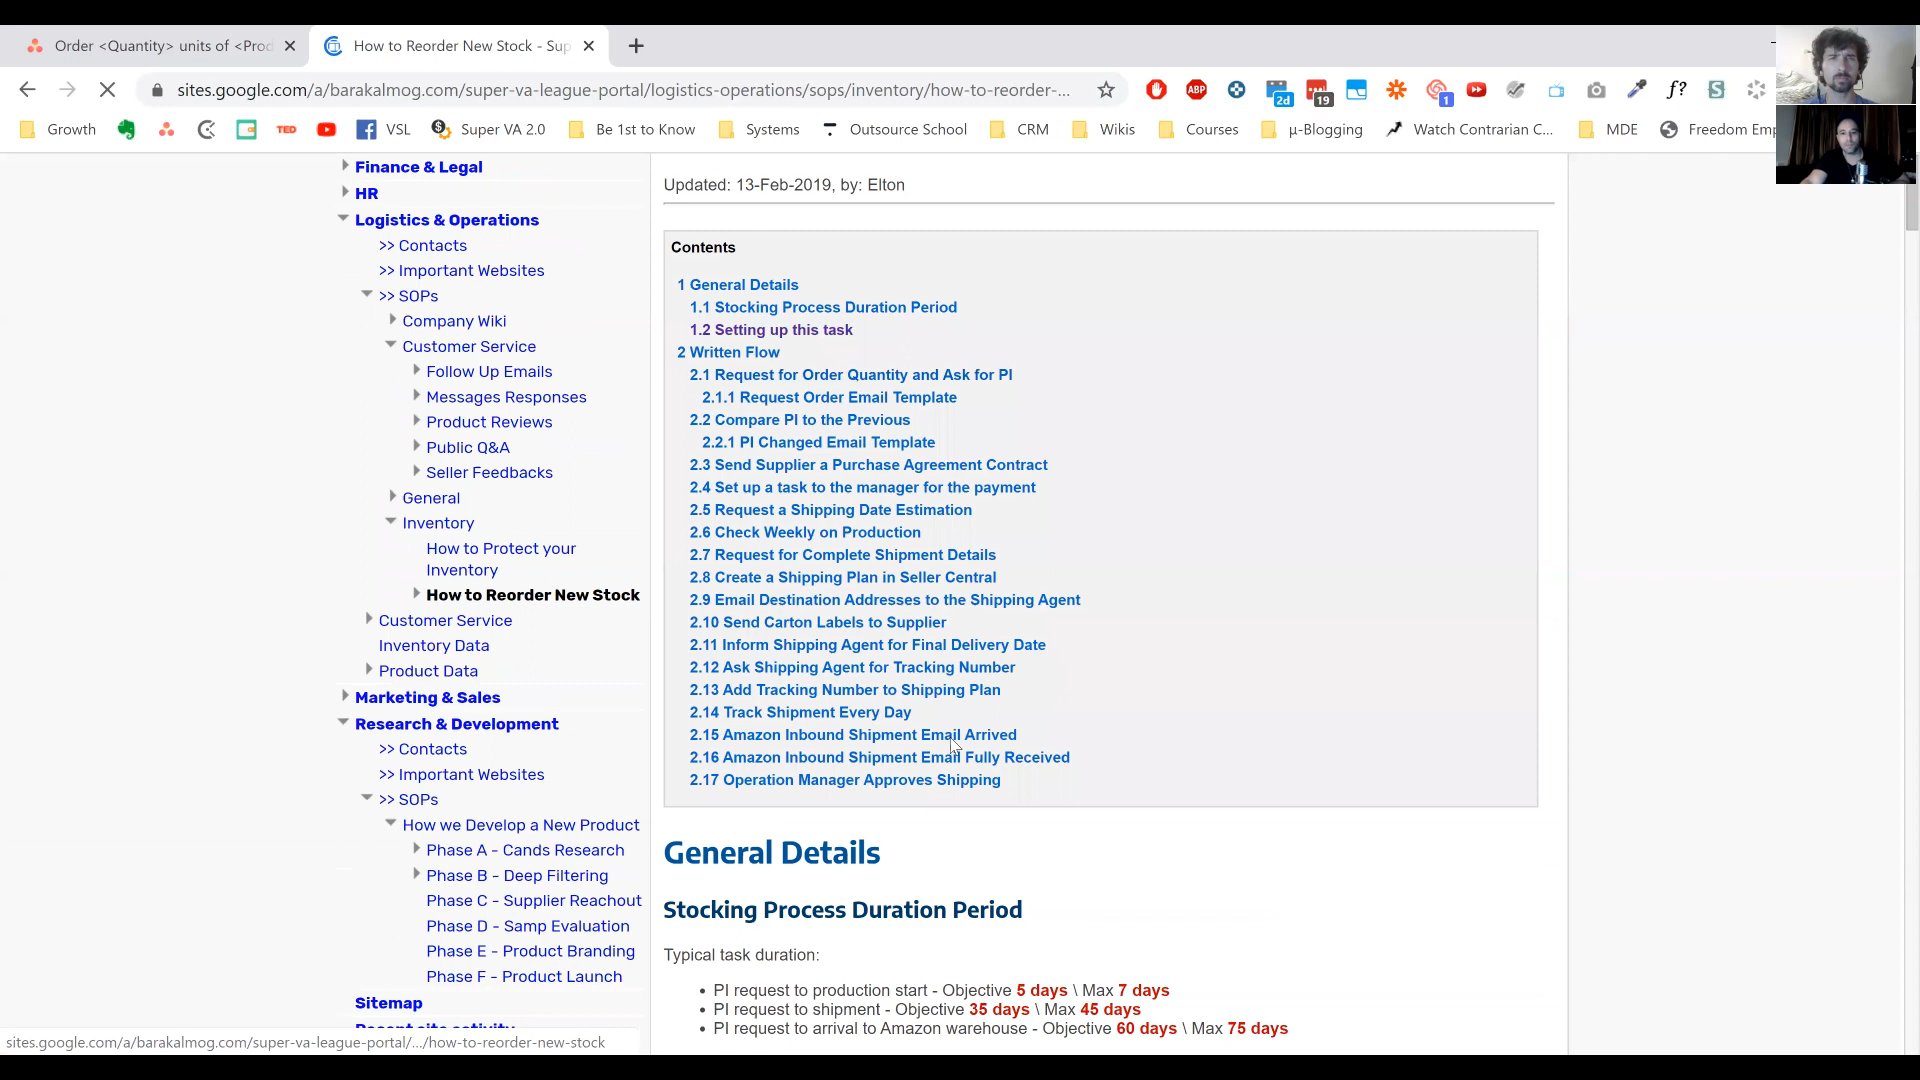 Order <Quantity> units of <Prod
How to Reorder New Stock - Sup
sites.google.com/a/barakalmog.com/super-va-league-portal/logistics-operations/sops/inventory/how-to-reorder-...
ABP
2d
19
1
f?
S
Growth
TED
VSL
Super VA 2.0
Be 1st to Know
Systems
Outsource School
CRM
Wikis
Courses
µ-Blogging
Watch Contrarian C...
MDE
Freedom Emp
Finance & Legal
HR
Logistics & Operations
>> Contacts
>> Important Websites
>> SOPs
Company Wiki
Customer Service
Follow Up Emails
Messages Responses
Product Reviews
Public Q&A
Seller Feedbacks
General
Inventory
How to Protect your
Inventory
How to Reorder New Stock
Customer Service
Inventory Data
Product Data
Marketing & Sales
Research & Development
>> Contacts
>> Important Websites
>> SOPs
How we Develop a New Product
Phase A - Cands Research
Phase B - Deep Filtering
Phase C - Supplier Reachout
Phase D - Samp Evaluation
Phase E - Product Branding
Phase F - Product Launch
Sitemap
Recent site activity
Updated: 13-Feb-2019, by: Elton
Contents
1 General Details
1.1 Stocking Process Duration Period
1.2 Setting up this task
2 Written Flow
2.1 Request for Order Quantity and Ask for PI
2.1.1 Request Order Email Template
2.2 Compare PI to the Previous
2.2.1 PI Changed Email Template
2.3 Send Supplier a Purchase Agreement Contract
2.4 Set up a task to the manager for the payment
2.5 Request a Shipping Date Estimation
2.6 Check Weekly on Production
2.7 Request for Complete Shipment Details
2.8 Create a Shipping Plan in Seller Central
2.9 Email Destination Addresses to the Shipping Agent
2.10 Send Carton Labels to Supplier
2.11 Inform Shipping Agent for Final Delivery Date
2.12 Ask Shipping Agent for Tracking Number
2.13 Add Tracking Number to Shipping Plan
2.14 Track Shipment Every Day
2.15 Amazon Inbound Shipment Email Arrived
2.16 Amazon Inbound Shipment Email Fully Received
2.17 Operation Manager Approves Shipping
General Details
Stocking Process Duration Period
Typical task duration:
• PI request to production start - Objective 5 days \ Max 7 days
• PI request to shipment - Objective 35 days \ Max 45 days
• PI request to arrival to Amazon warehouse - Objective 60 days \ Max 75 days
sites.google.com/a/barakalmog.com/super-va-league-portal/.../how-to-reorder-new-stock